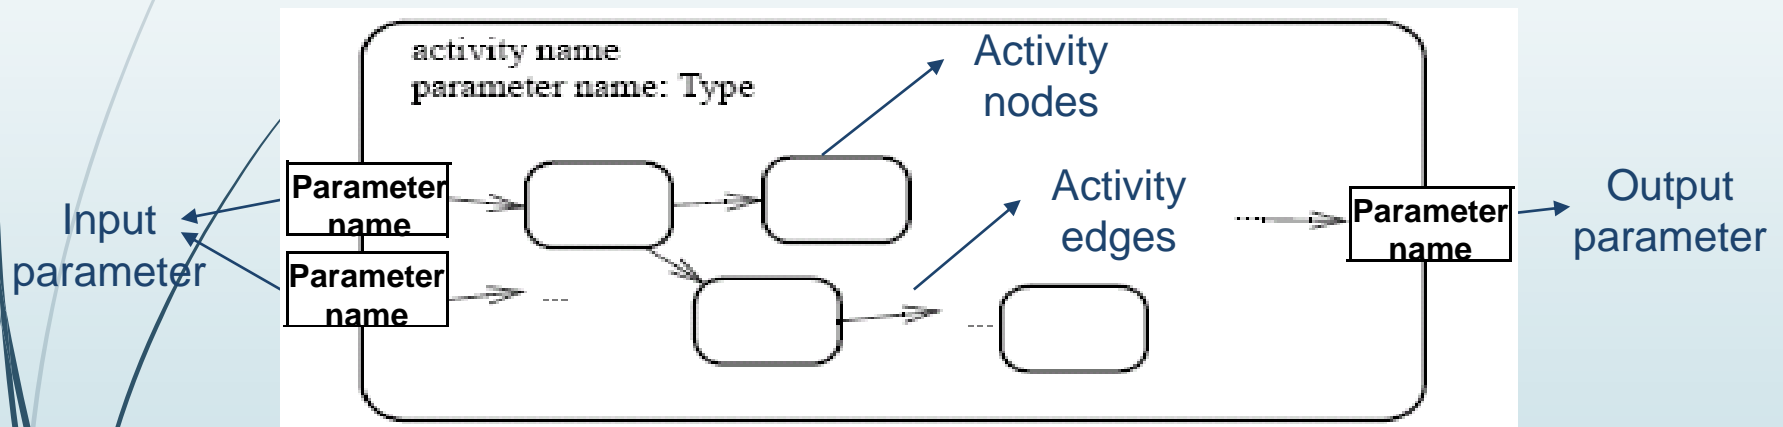 activity name
parameter name: Type
Activity
nodes
Parameter
name
Input
parameter
Parameter
name
Activity
edges
Parameter
name
Output
parameter